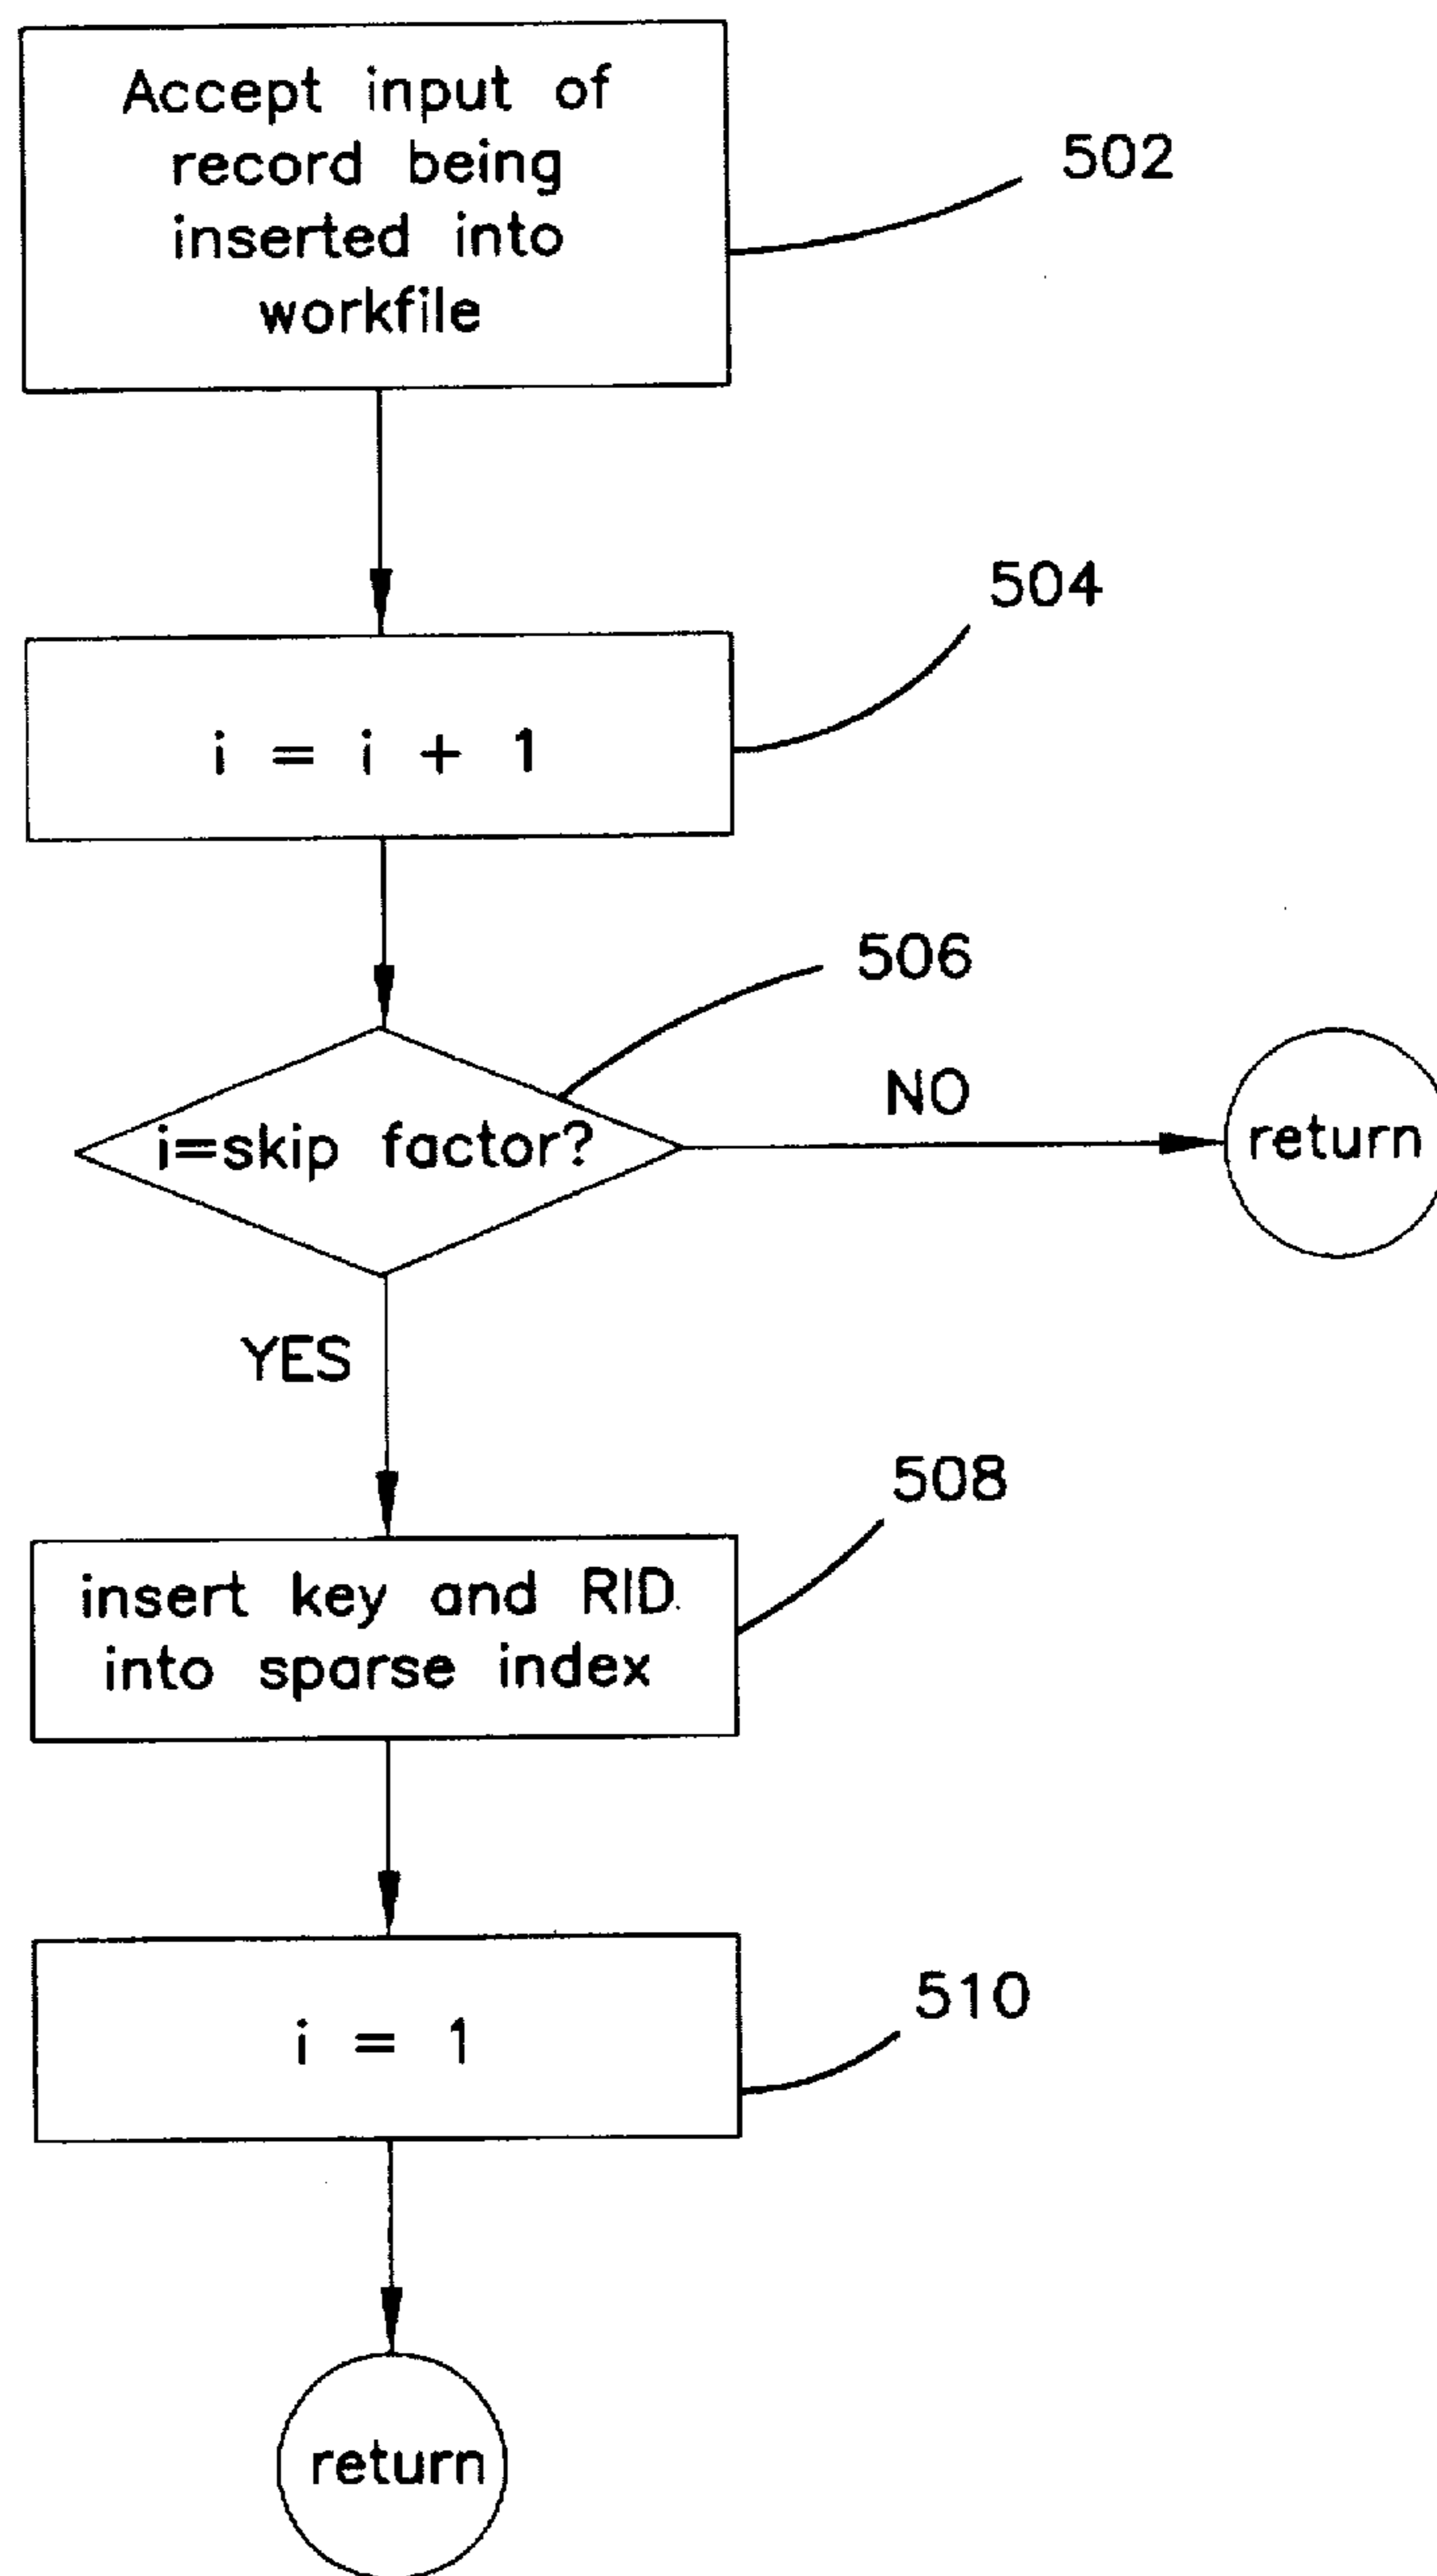 Accept input of
record being
inserted into
workfile
502
504
i = i + 1
506
i=skip factor?
NO
return
YES
508
insert key and RID
into sparse index
510
i = 1
return